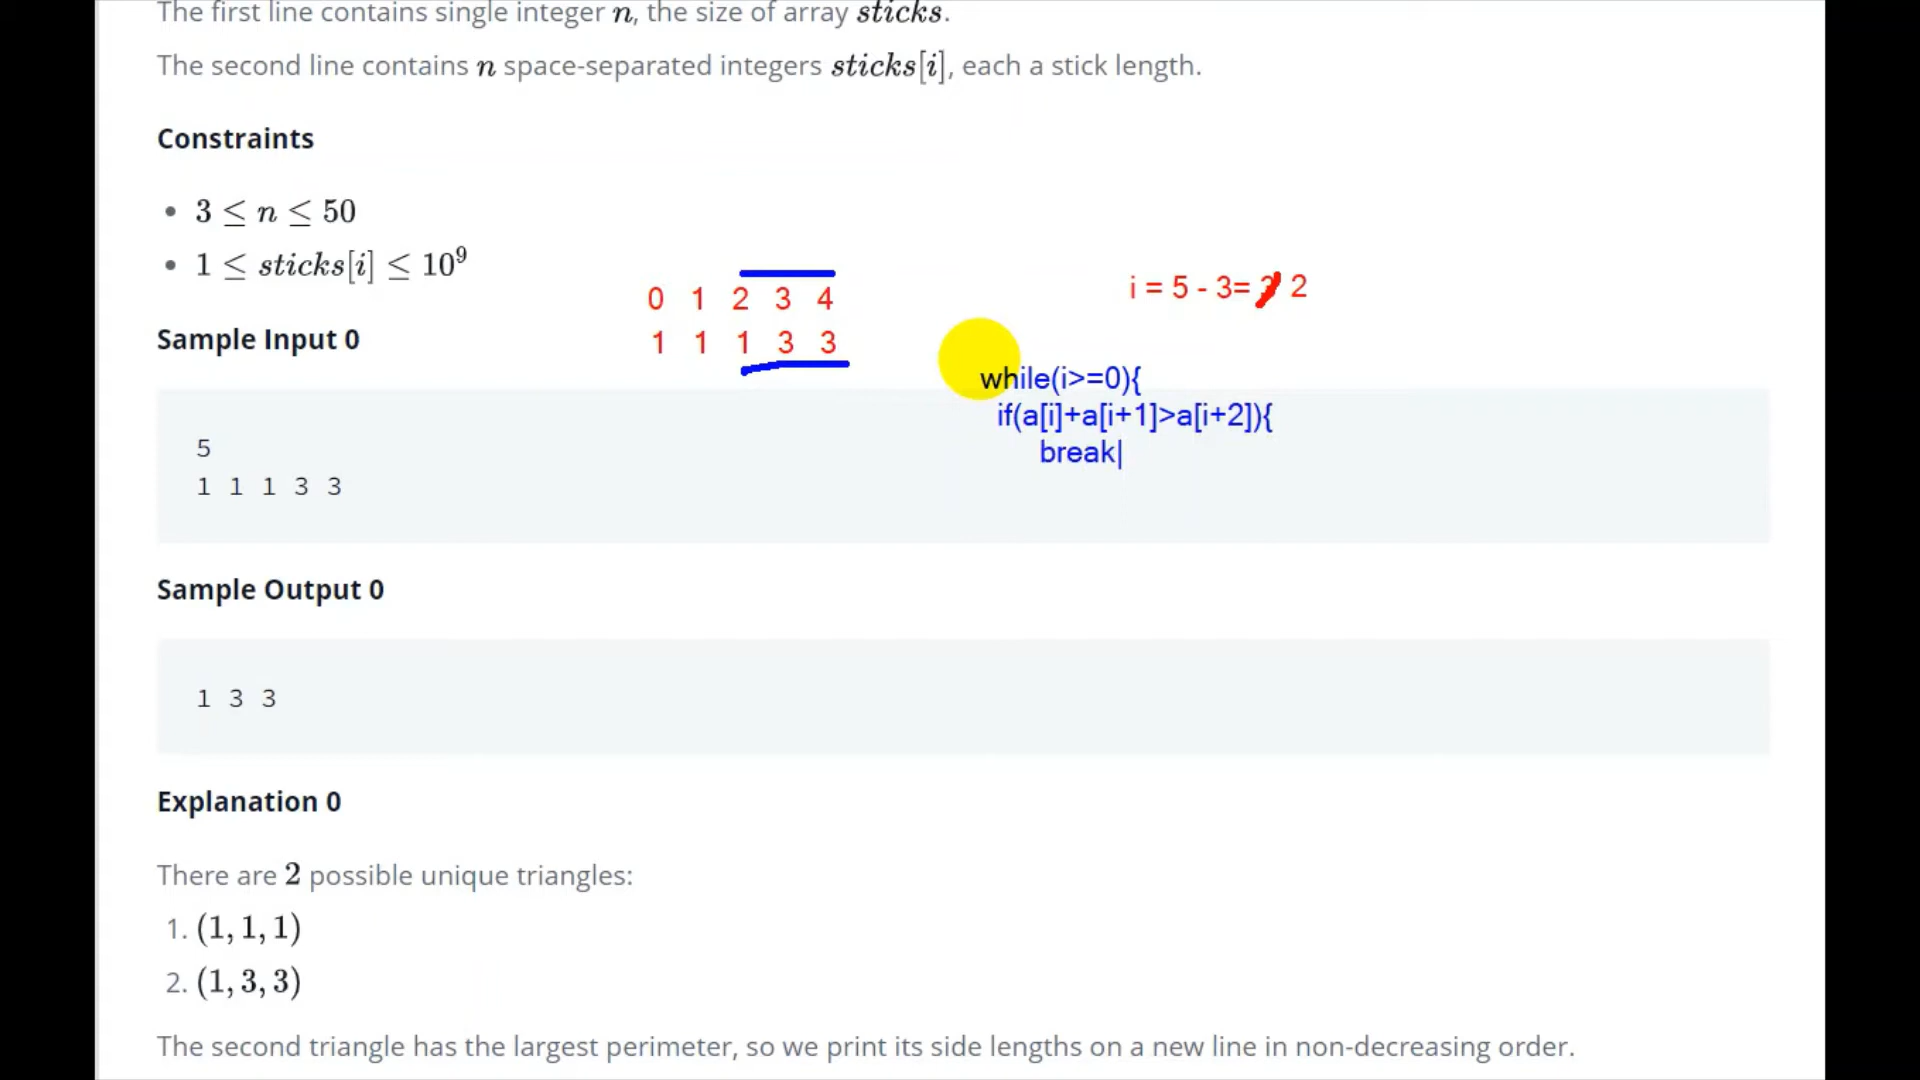 The first line contains single integer n, the size of array sticks.
The second line contains n space-separated integers sticks[i], each a stick length.
Constraints
• 3 ≤ n ≤ 50
• 1 ≤ sticks[i] ≤ 10⁹
0 1 2 3 4
i = 5 - 3= 2
Sample Input 0
1 1 1 3 3
while(i>=0){
if(a[i]+a[i+1]>a[i+2]){
break|
5
1 1 1 3 3
Sample Output 0
1 3 3
Explanation 0
There are 2 possible unique triangles:
1. (1, 1, 1)
2. (1, 3, 3)
The second triangle has the largest perimeter, so we print its side lengths on a new line in non-decreasing order.